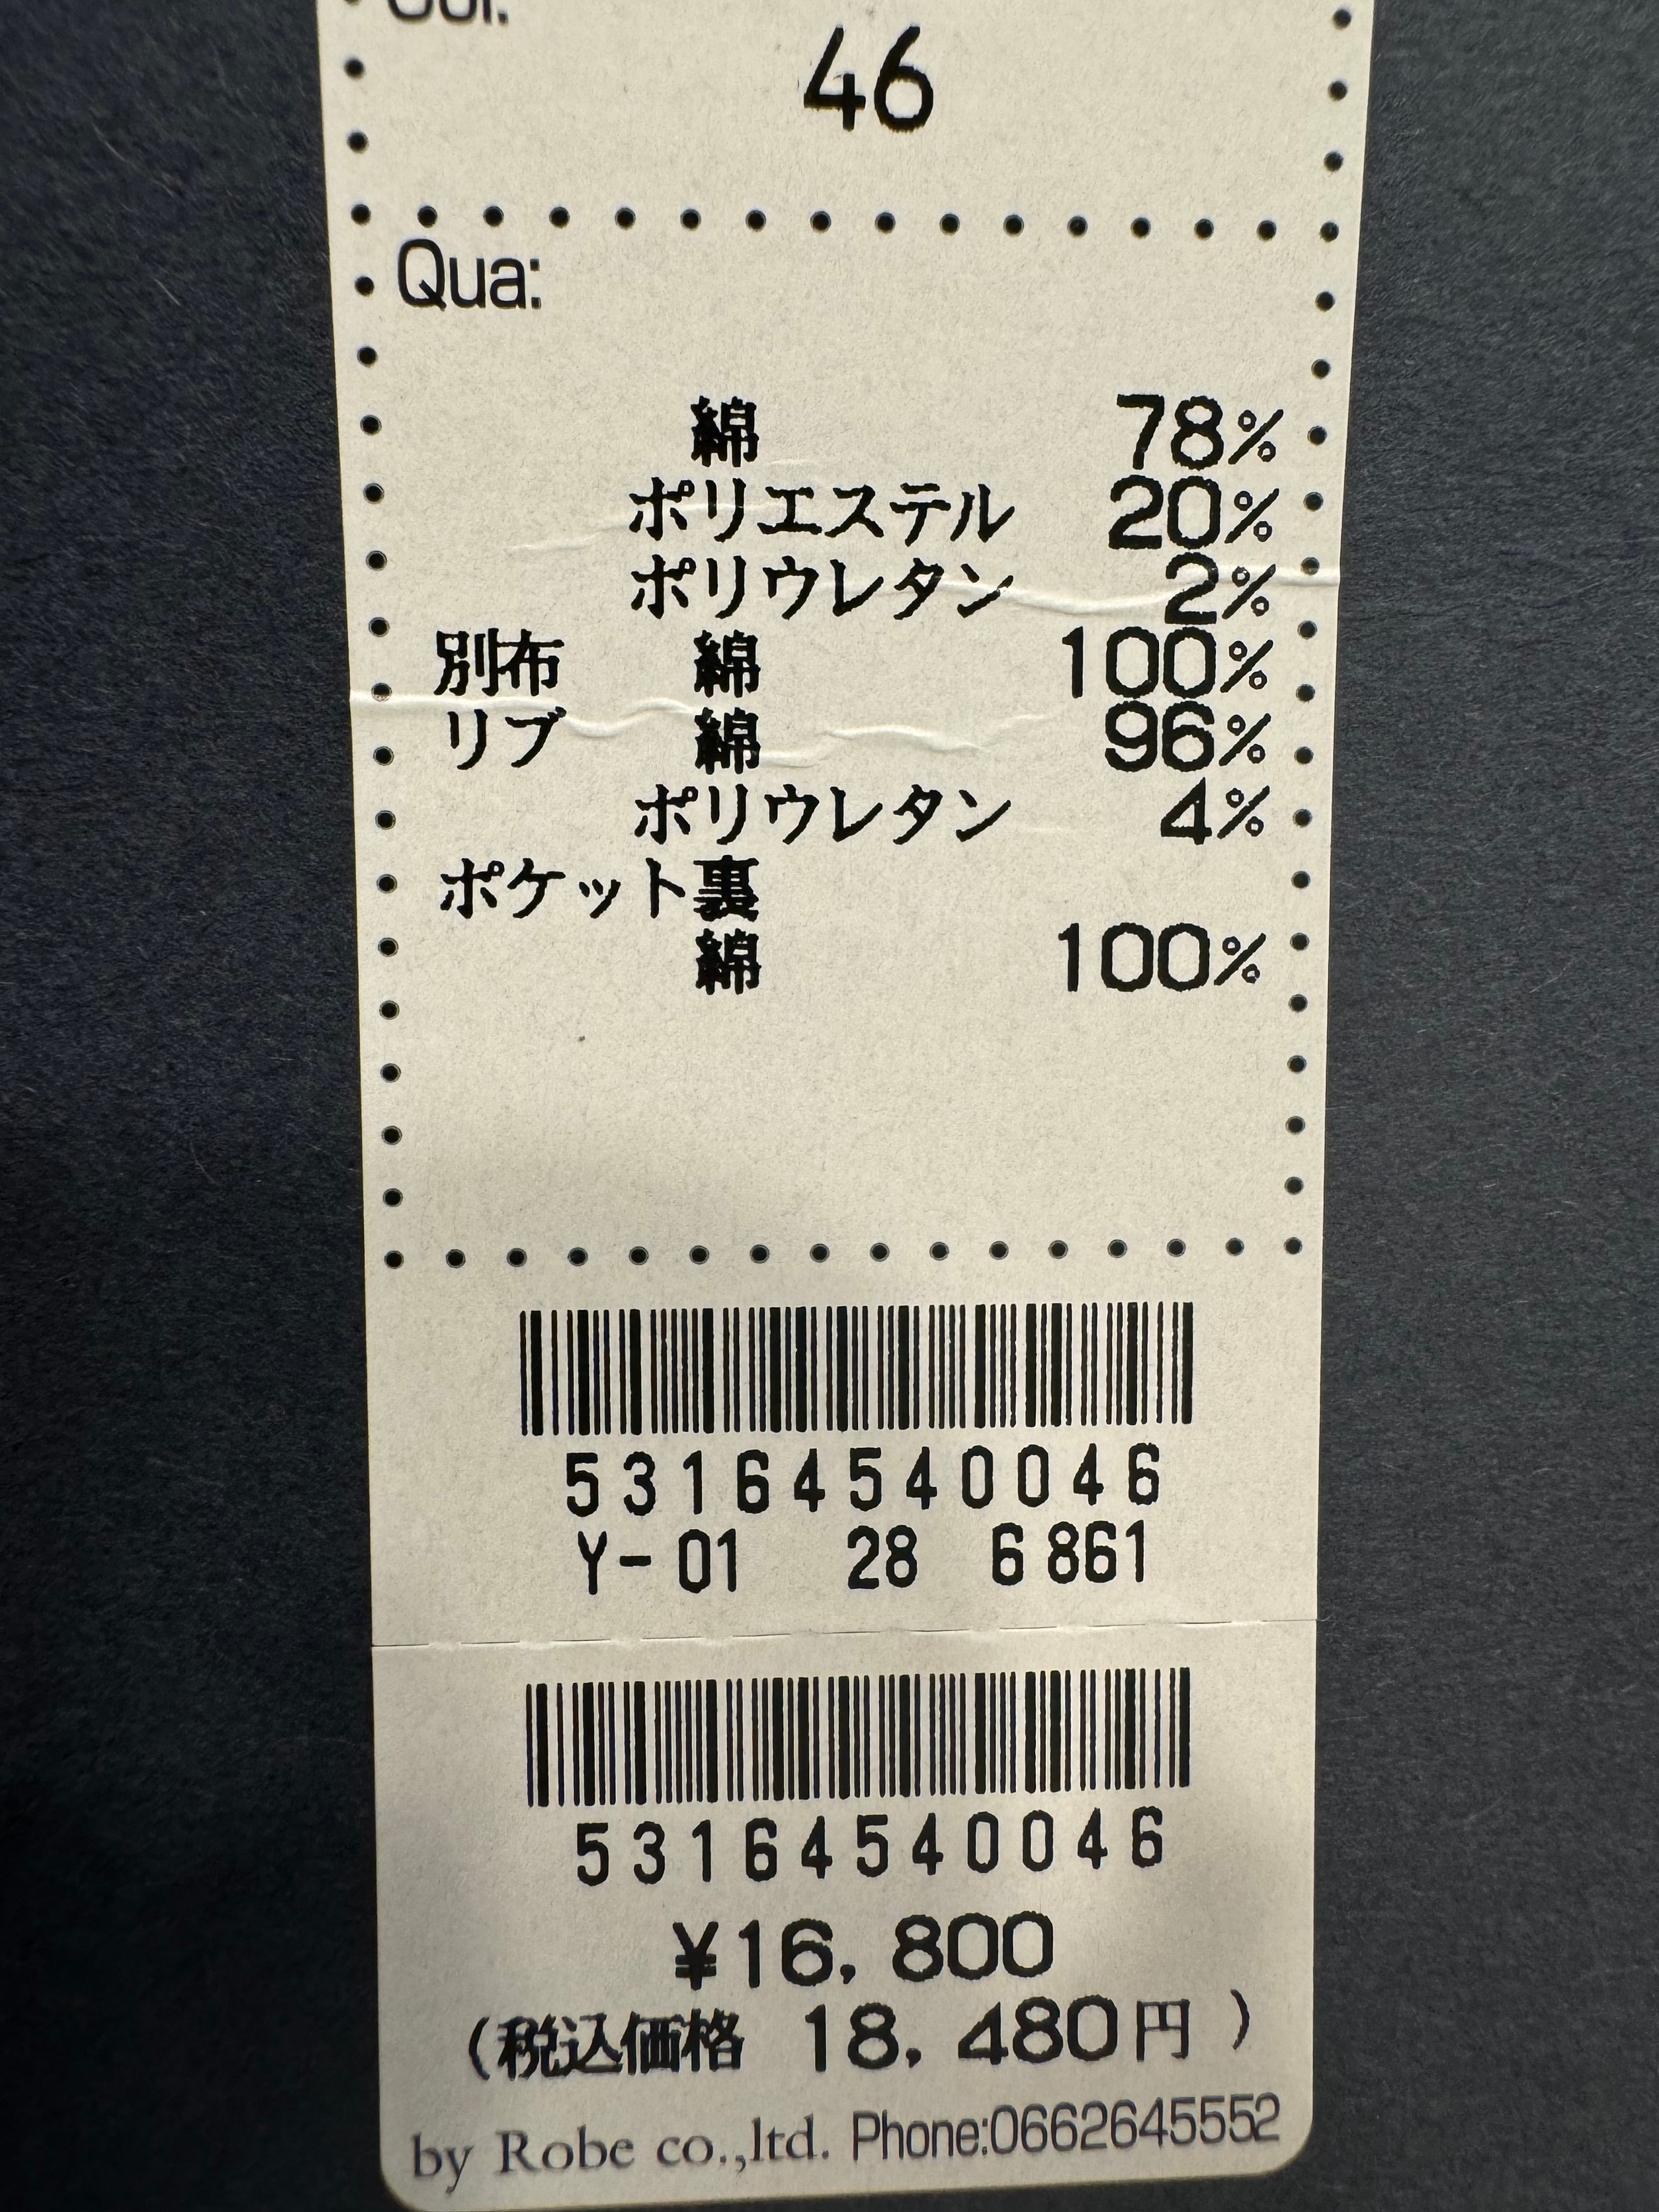 Col.
46
Qua:
綿 78%
ポリエステル 20%
ポリウレタン 2%
別布 綿 100%
リブ 綿 96%
ポリウレタン 4%
ポケット裏
綿 100%
53164540046
Y-01 28 6861
53164540046
¥16,800
(税込価格 18,480円)
by Robe co.,ltd. Phone:0662645552